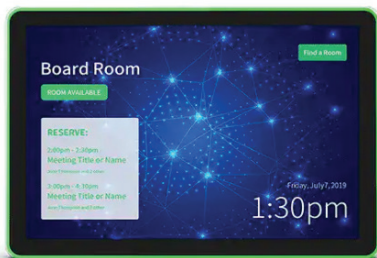 Find a Room
Board Room
ROOM AVAILABLE
RESERVE:
2:00pm - 2:30pm
Meeting Title or Name
3:30pm - 4:30pm
Meeting Title or Name
Friday, July7, 2019
1:30pm